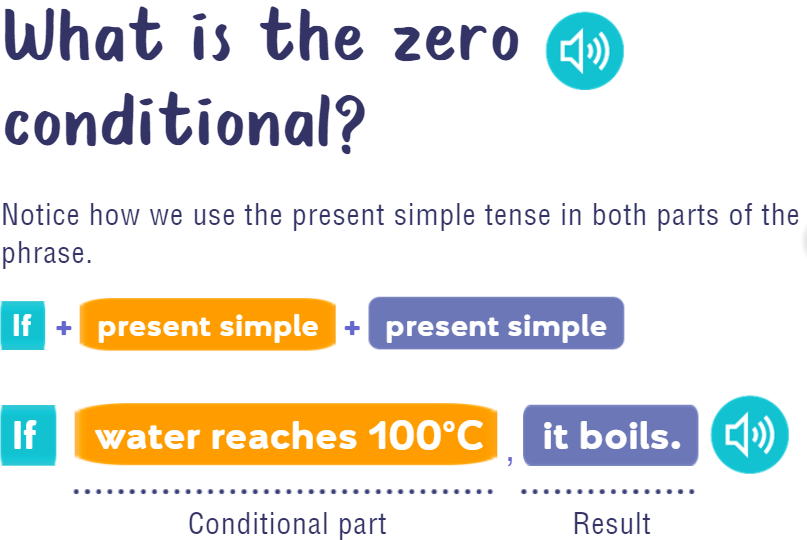 What is the zero
conditional?
Notice how we use the present simple tense in both parts of the
phrase.
If + present simple + present simple
If water reaches 100°C , it boils.
Conditional part Result